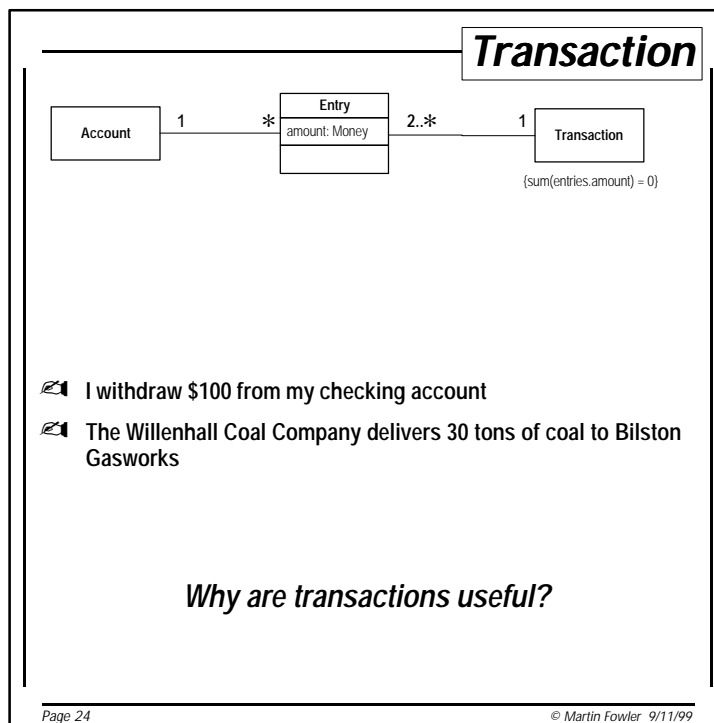 Transaction
Account
1
*
Entry
amount: Money
2..*
1
Transaction
{sum(entries.amount) = 0}
I withdraw $100 from my checking account
The Willenhall Coal Company delivers 30 tons of coal to Bilston
Gasworks
Why are transactions useful?
Page 24
© Martin Fowler 9/11/99